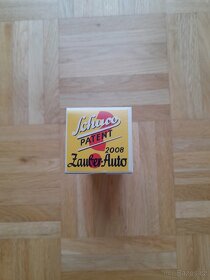 Schuco
PATENT
2008
Zauber-Auto